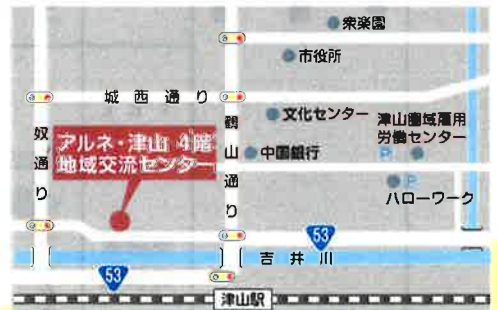 衆楽園
市役所
城西通り
文化センター
津山圏域雇用
労働センター
P
奴通り
アルネ・津山 4階
地域交流センター
鶴山通り
中国銀行
P
ハローワーク
53
吉井川
53
津山駅